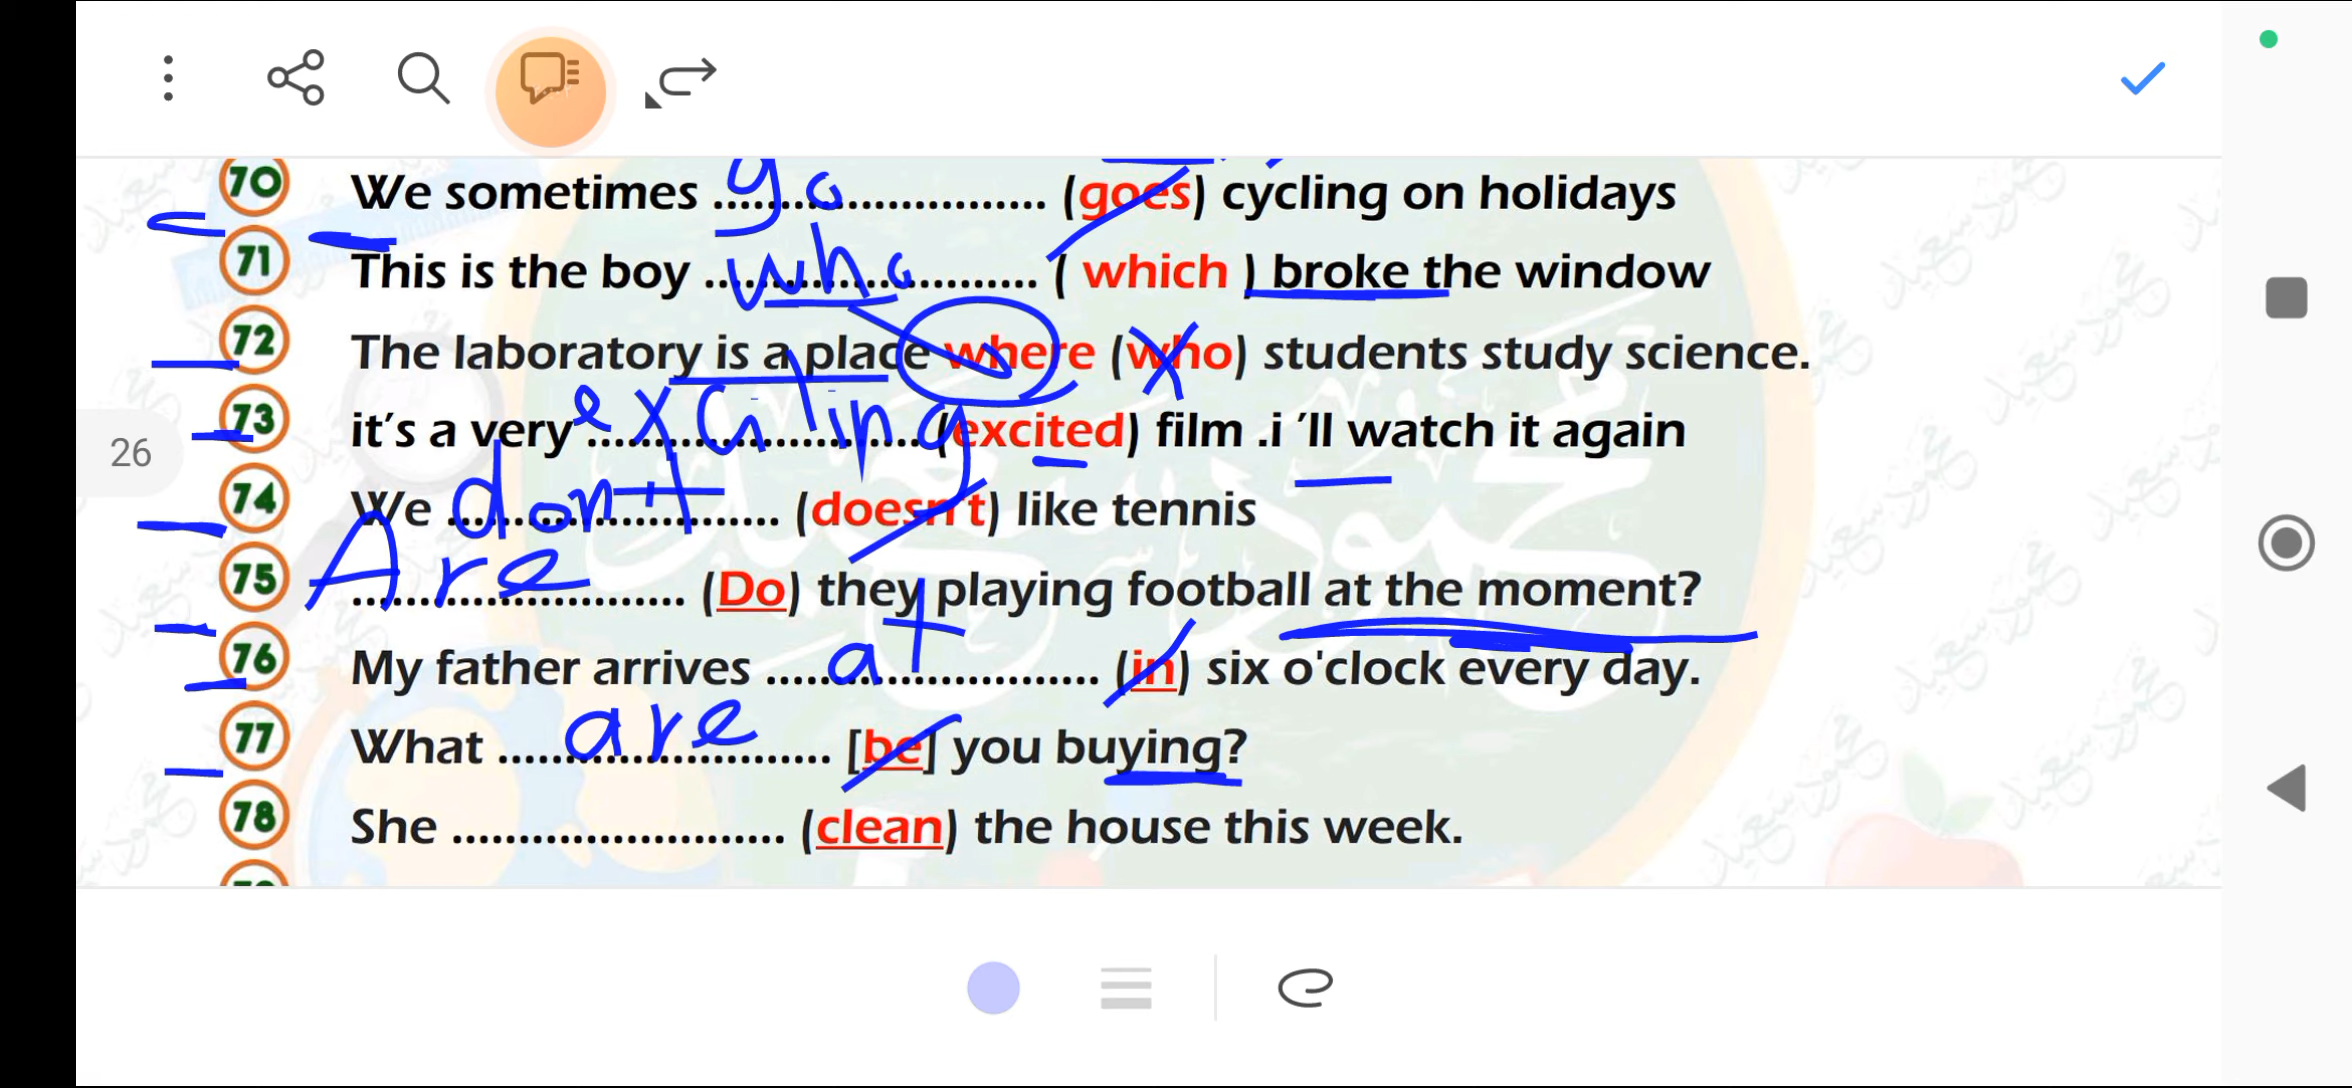 70 We sometimes go (goes) cycling on holidays
71 This is the boy who ( which ) broke the window
72 The laboratory is a place where (who) students study science.
73 it's a very exciting (excited) film .i 'll watch it again
26
74 We don't (doesn't) like tennis
75 Are (Do) they playing football at the moment?
76 My father arrives at (in) six o'clock every day.
77 What are [be] you buying?
78 She ......................... (clean) the house this week.